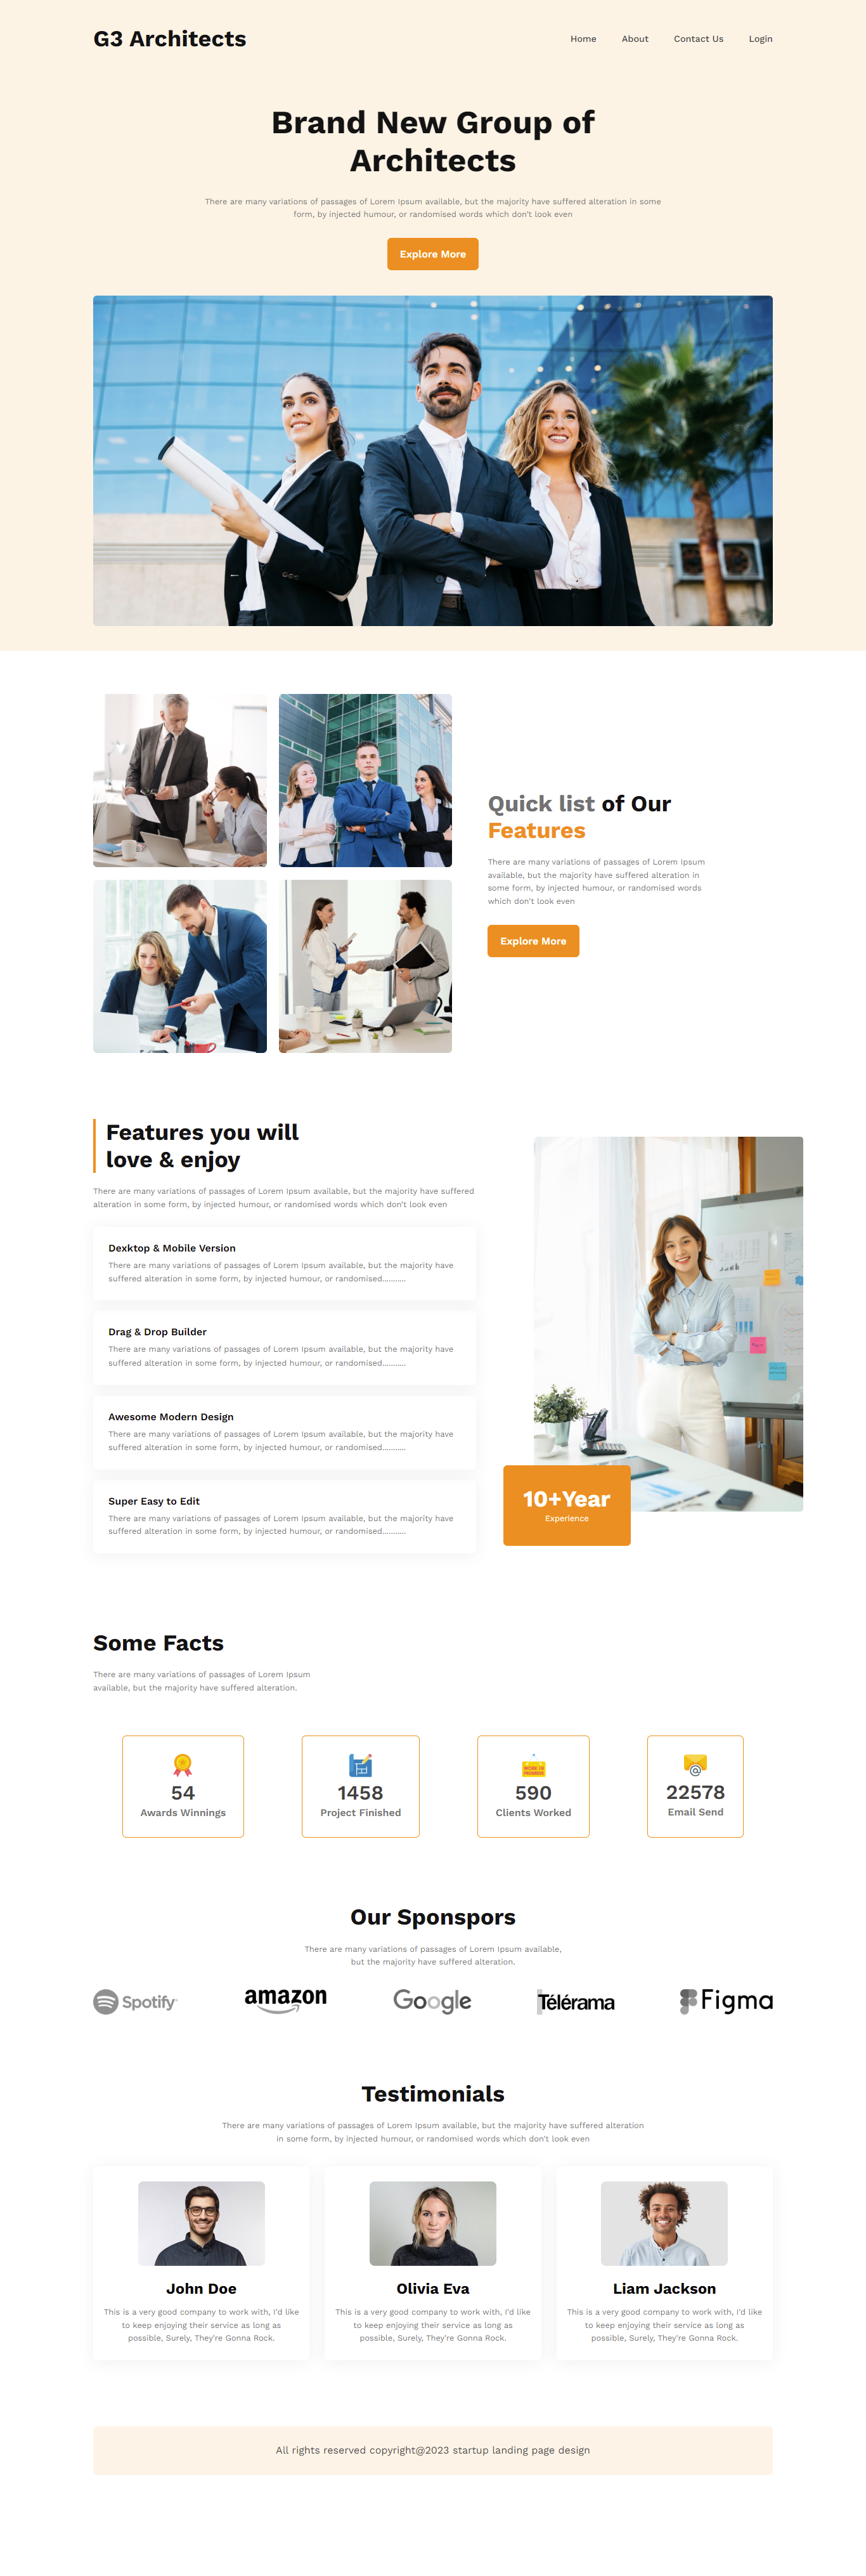 G3 Architects
Home About Contact Us Login
Brand New Group of
Architects
There are many variations of passages of Lorem Ipsum available, but the majority have suffered alteration in some
form, by injected humour, or randomised words which don't look even
Explore More
Quick list of Our
Features
There are many variations of passages of Lorem Ipsum
available, but the majority have suffered alteration in
some form, by injected humour, or randomised words
which don't look even
Explore More
Features you will
love & enjoy
There are many variations of passages of Lorem Ipsum available, but the majority have suffered
alteration in some form, by injected humour, or randomised words which don't look even
Dexktop & Mobile Version
There are many variations of passages of Lorem Ipsum available, but the majority have
suffered alteration in some form, by injected humour, or randomised...........
Drag & Drop Builder
There are many variations of passages of Lorem Ipsum available, but the majority have
suffered alteration in some form, by injected humour, or randomised...........
Awesome Modern Design
There are many variations of passages of Lorem Ipsum available, but the majority have
suffered alteration in some form, by injected humour, or randomised...........
Super Easy to Edit
There are many variations of passages of Lorem Ipsum available, but the majority have
suffered alteration in some form, by injected humour, or randomised...........
10+Year
Experience
Some Facts
There are many variations of passages of Lorem Ipsum
available, but the majority have suffered alteration.
WORK IN
PROGRESS
54 1458 590 22578
Awards Winnings Project Finished Clients Worked Email Send
Our Sponspors
There are many variations of passages of Lorem Ipsum available,
but the majority have suffered alteration.
Spotify amazon Google Télérama Figma
Testimonials
There are many variations of passages of Lorem Ipsum available, but the majority have suffered alteration
in some form, by injected humour, or randomised words which don't look even
John Doe
This is a very good company to work with, I'd like
to keep enjoying their service as long as
possible, Surely, They're Gonna Rock.
Olivia Eva
This is a very good company to work with, I'd like
to keep enjoying their service as long as
possible, Surely, They're Gonna Rock.
Liam Jackson
This is a very good company to work with, I'd like
to keep enjoying their service as long as
possible, Surely, They're Gonna Rock.
All rights reserved copyright@2023 startup landing page design